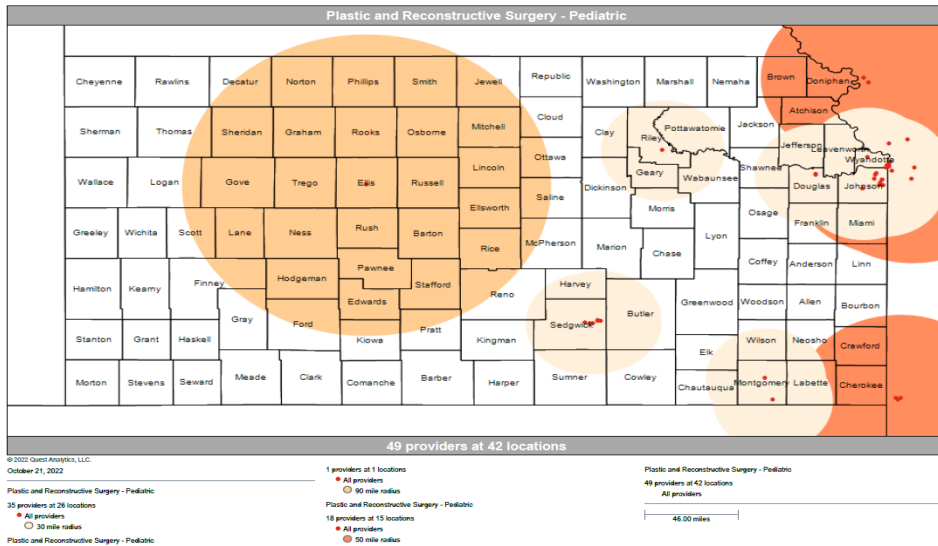 Plastic and Reconstructive Surgery - Pediatric
Cheyenne Rawlins Decatur Norton Phillips Smith Jewell Republic Washington Marshall Nemaha Brown Doniphan
Cloud
Atchison
Sherman Thomas Sheridan Graham Rooks Osborne Mitchell Clay Riley Pottawatomie Jackson
Jefferson Leavenworth
Ottawa Wyandotte
Lincoln Geary Shawnee
Wallace Logan Gove Trego Ellis Russell Dickinson Wabaunsee Douglas Johnson
Saline
Ellsworth Morris Osage
Greeley Wichita Scott Lane Ness Rush Barton Franklin Miami
Lyon
Rice McPherson Marion Chase
Pawnee Coffey Anderson Linn
Hamilton Kearny Finney Hodgeman Stafford Harvey
Reno
Edwards Butler Greenwood Woodson Allen Bourbon
Gray Ford Sedgwick
Stanton Grant Haskell Kiowa Pratt Kingman Wilson Neosho Crawford
Elk
Morton Stevens Seward Meade Clark Comanche Barber Harper Sumner Cowley Chautauqua Montgomery Labette Cherokee
49 providers at 42 locations
© 2022 Quest Analytics, LLC.
October 21, 2022
Plastic and Reconstructive Surgery - Pediatric
35 providers at 26 locations
All providers
30 mile radius
Plastic and Reconstructive Surgery - Pediatric
1 providers at 1 locations
All providers
90 mile radius
Plastic and Reconstructive Surgery - Pediatric
18 providers at 15 locations
All providers
50 mile radius
Plastic and Reconstructive Surgery - Pediatric
49 providers at 42 locations
All providers
46.00 miles